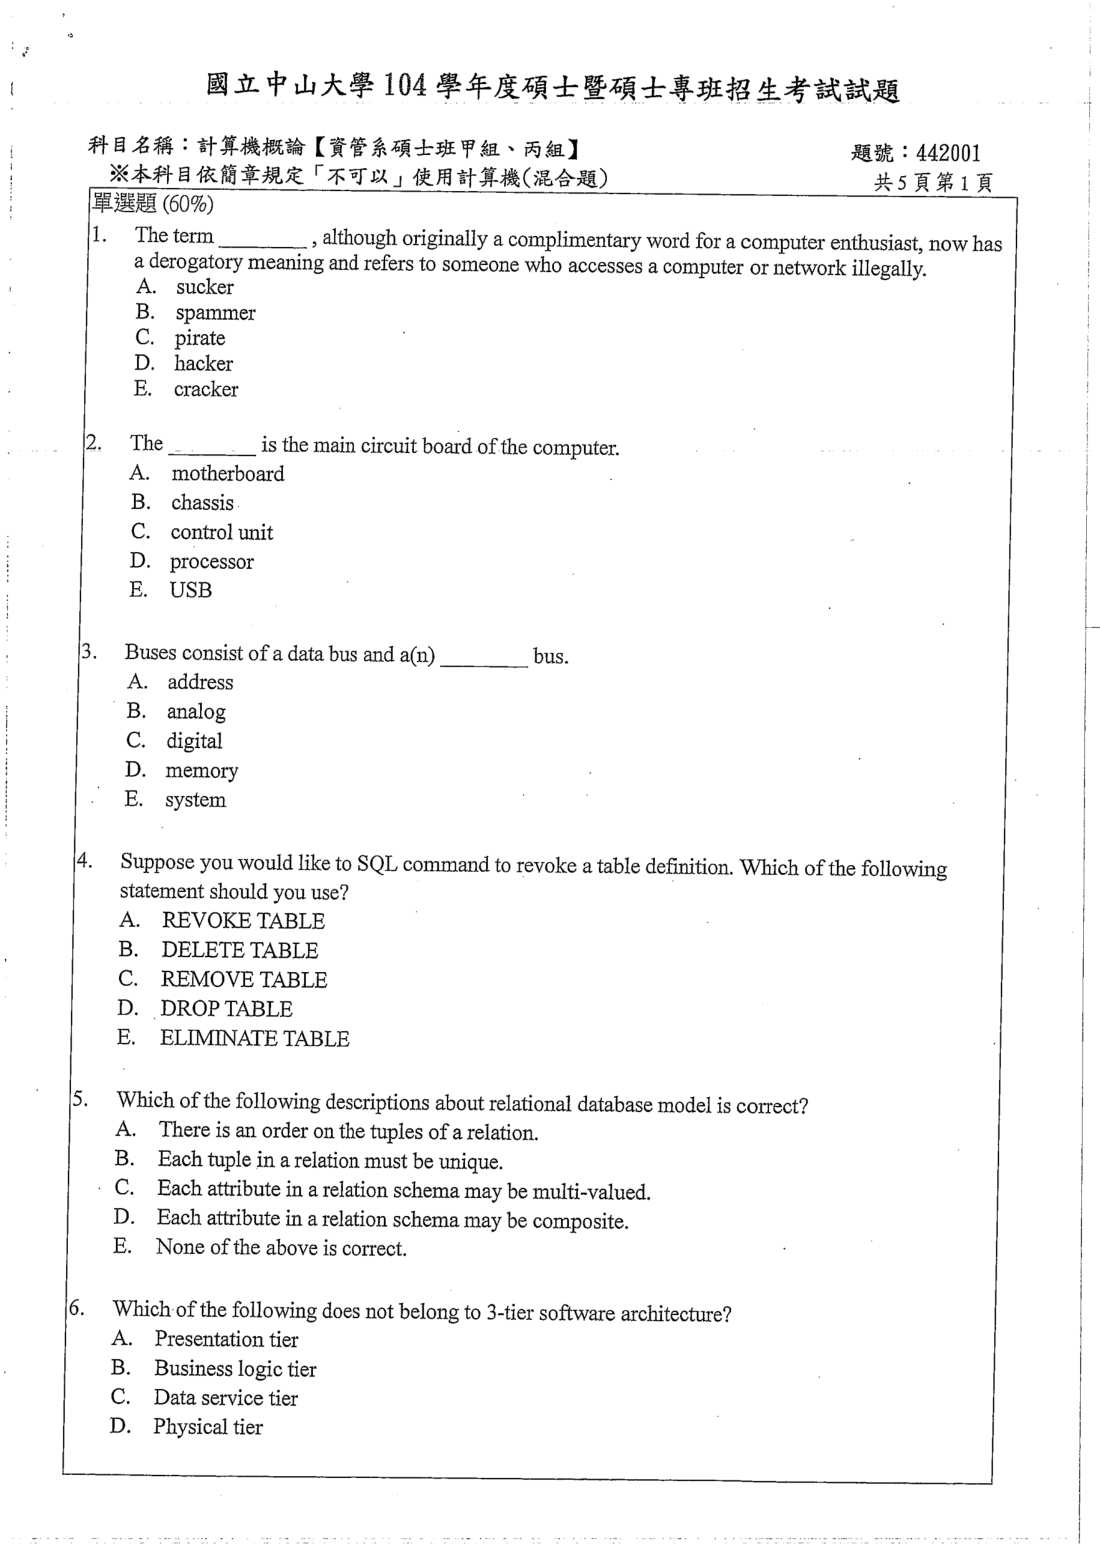 國立中山大學 104 學年度碩士暨碩士專班招生考試試題
科目名稱：計算機概論【資管系碩士班甲組、丙組】
題號：442001
※本科目依簡章規定「不可以」使用計算機(混合題)
共 5 頁第 1 頁
單選題 (60%)
1. The term ________ , although originally a complimentary word for a computer enthusiast, now has
a derogatory meaning and refers to someone who accesses a computer or network illegally.
A. sucker
B. spammer
C. pirate
D. hacker
E. cracker
2. The ________ is the main circuit board of the computer.
A. motherboard
B. chassis
C. control unit
D. processor
E. USB
3. Buses consist of a data bus and a(n) ________ bus.
A. address
B. analog
C. digital
D. memory
E. system
4. Suppose you would like to SQL command to revoke a table definition. Which of the following
statement should you use?
A. REVOKE TABLE
B. DELETE TABLE
C. REMOVE TABLE
D. DROP TABLE
E. ELIMINATE TABLE
5. Which of the following descriptions about relational database model is correct?
A. There is an order on the tuples of a relation.
B. Each tuple in a relation must be unique.
C. Each attribute in a relation schema may be multi-valued.
D. Each attribute in a relation schema may be composite.
E. None of the above is correct.
6. Which of the following does not belong to 3-tier software architecture?
A. Presentation tier
B. Business logic tier
C. Data service tier
D. Physical tier